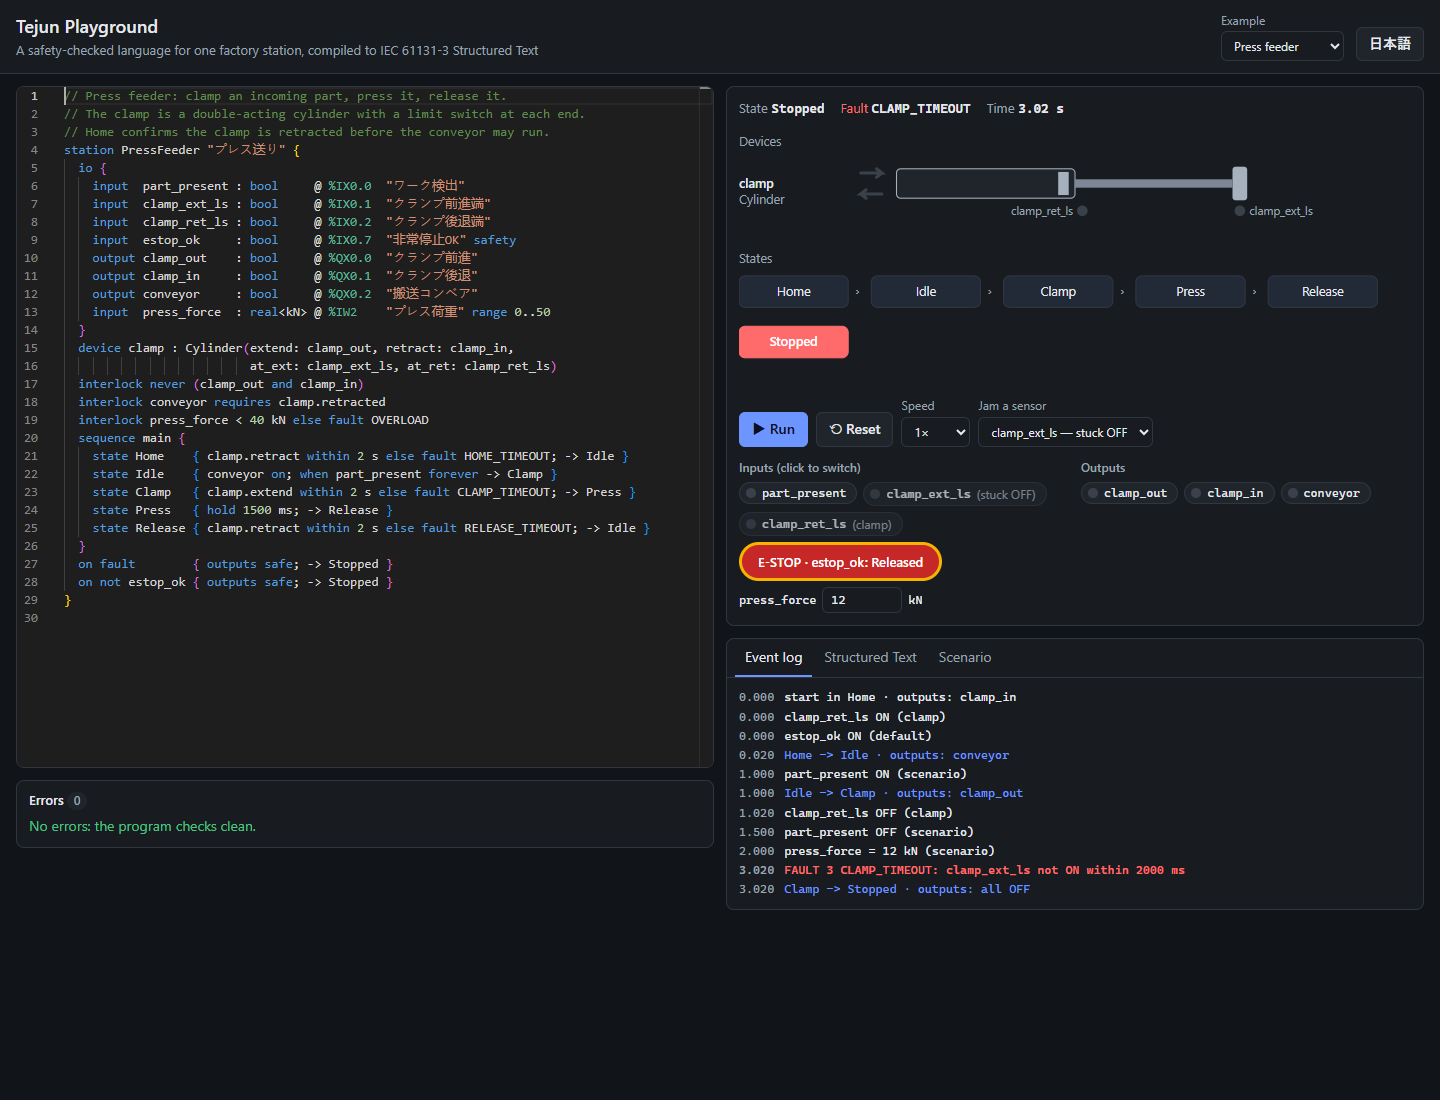 Tejun Playground
A safety-checked language for one factory station, compiled to IEC 61131-3 Structured Text
Example
Press feeder
日本語
1 // Press feeder: clamp an incoming part, press it, release it.
2 // The clamp is a double-acting cylinder with a limit switch at each end.
3 // Home confirms the clamp is retracted before the conveyor may run.
4 station PressFeeder "プレス送り" {
5 io {
6 input part_present : bool @ %IX0.0 "ワーク検出"
7 input clamp_ext_ls : bool @ %IX0.1 "クランプ前進端"
8 input clamp_ret_ls : bool @ %IX0.2 "クランプ後退端"
9 input estop_ok : bool @ %IX0.7 "非常停止OK" safety
10 output clamp_out : bool @ %QX0.0 "クランプ前進"
11 output clamp_in : bool @ %QX0.1 "クランプ後退"
12 output conveyor : bool @ %QX0.2 "搬送コンベア"
13 input press_force : real<kN> @ %IW2 "プレス荷重" range 0..50
14 }
15 device clamp : Cylinder(extend: clamp_out, retract: clamp_in,
16 at_ext: clamp_ext_ls, at_ret: clamp_ret_ls)
17 interlock never (clamp_out and clamp_in)
18 interlock conveyor requires clamp.retracted
19 interlock press_force < 40 kN else fault OVERLOAD
20 sequence main {
21 state Home { clamp.retract within 2 s else fault HOME_TIMEOUT; -> Idle }
22 state Idle { conveyor on; when part_present forever -> Clamp }
23 state Clamp { clamp.extend within 2 s else fault CLAMP_TIMEOUT; -> Press }
24 state Press { hold 1500 ms; -> Release }
25 state Release { clamp.retract within 2 s else fault RELEASE_TIMEOUT; -> Idle }
26 }
27 on fault { outputs safe; -> Stopped }
28 on not estop_ok { outputs safe; -> Stopped }
29 }
30
Errors 0
No errors: the program checks clean.
State Stopped Fault CLAMP_TIMEOUT Time 3.02 s
Devices
clamp
Cylinder
clamp_ret_ls clamp_ext_ls
States
Home › Idle › Clamp › Press › Release
Stopped
Speed Jam a sensor
▶ Run ⟲ Reset 1× clamp_ext_ls — stuck OFF
Inputs (click to switch) Outputs
part_present clamp_ext_ls (stuck OFF) clamp_out clamp_in conveyor
clamp_ret_ls (clamp)
E-STOP · estop_ok: Released
press_force 12 kN
Event log Structured Text Scenario
0.000 start in Home · outputs: clamp_in
0.000 clamp_ret_ls ON (clamp)
0.000 estop_ok ON (default)
0.020 Home -> Idle · outputs: conveyor
1.000 part_present ON (scenario)
1.000 Idle -> Clamp · outputs: clamp_out
1.020 clamp_ret_ls OFF (clamp)
1.500 part_present OFF (scenario)
2.000 press_force = 12 kN (scenario)
3.020 FAULT 3 CLAMP_TIMEOUT: clamp_ext_ls not ON within 2000 ms
3.020 Clamp -> Stopped · outputs: all OFF